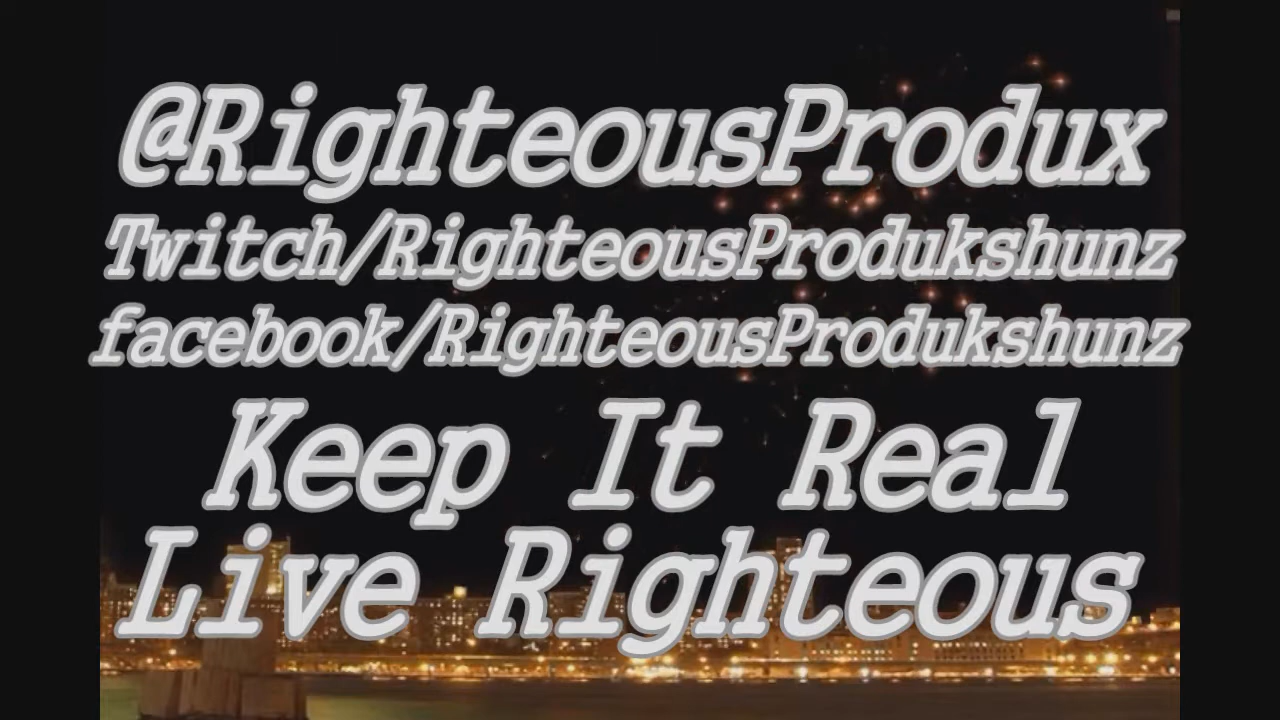 @RighteousProdux
Twitch/RighteousProdukshunz
facebook/RighteousProdukshunz
Keep It Real
Live Righteous